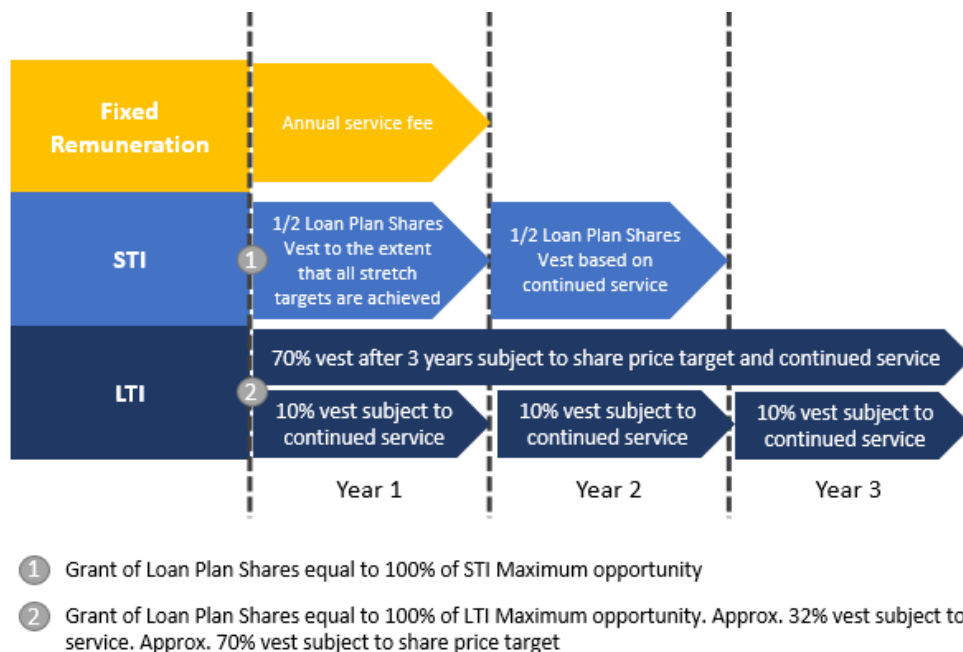 Fixed
Remuneration
Annual service fee
STI
1
1/2 Loan Plan Shares
Vest to the extent
that all stretch
targets are achieved
1/2 Loan Plan Shares
Vest based on
continued service
LTI
2
70% vest after 3 years subject to share price target and continued service
10% vest subject to
continued service
10% vest subject to
continued service
10% vest subject to
continued service
Year 1
Year 2
Year 3
1 Grant of Loan Plan Shares equal to 100% of STI Maximum opportunity
2 Grant of Loan Plan Shares equal to 100% of LTI Maximum opportunity. Approx. 32% vest subject to
service. Approx. 70% vest subject to share price target